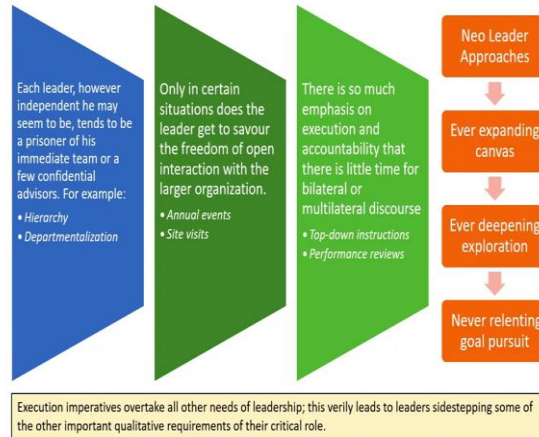 Each leader, however
independent he may
seem to be, tends to be
a prisoner of his
immediate team or a
few confidential
advisors. For example:
• Hierarchy
• Departmentalization
Only in certain
situations does the
leader get to savour
the freedom of open
interaction with the
larger organization.
• Annual events
• Site visits
There is so much
emphasis on
execution and
accountability that
there is little time for
bilateral or
multilateral discourse
• Top-down instructions
• Performance reviews
Neo Leader
Approaches
Ever expanding
canvas
Ever deepening
exploration
Never relenting
goal pursuit
Execution imperatives overtake all other needs of leadership; this verily leads to leaders sidestepping some of
the other important qualitative requirements of their critical role.